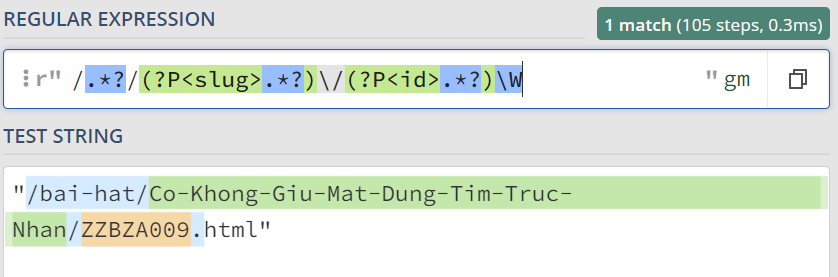 REGULAR EXPRESSION
1 match (105 steps, 0.3ms)
r" /.*?/(?P<slug>.*?)\/(?P<id>.*?)\W " gm
TEST STRING
"/bai-hat/Co-Khong-Giu-Mat-Dung-Tim-Truc-
Nhan/ZZBZA009.html"